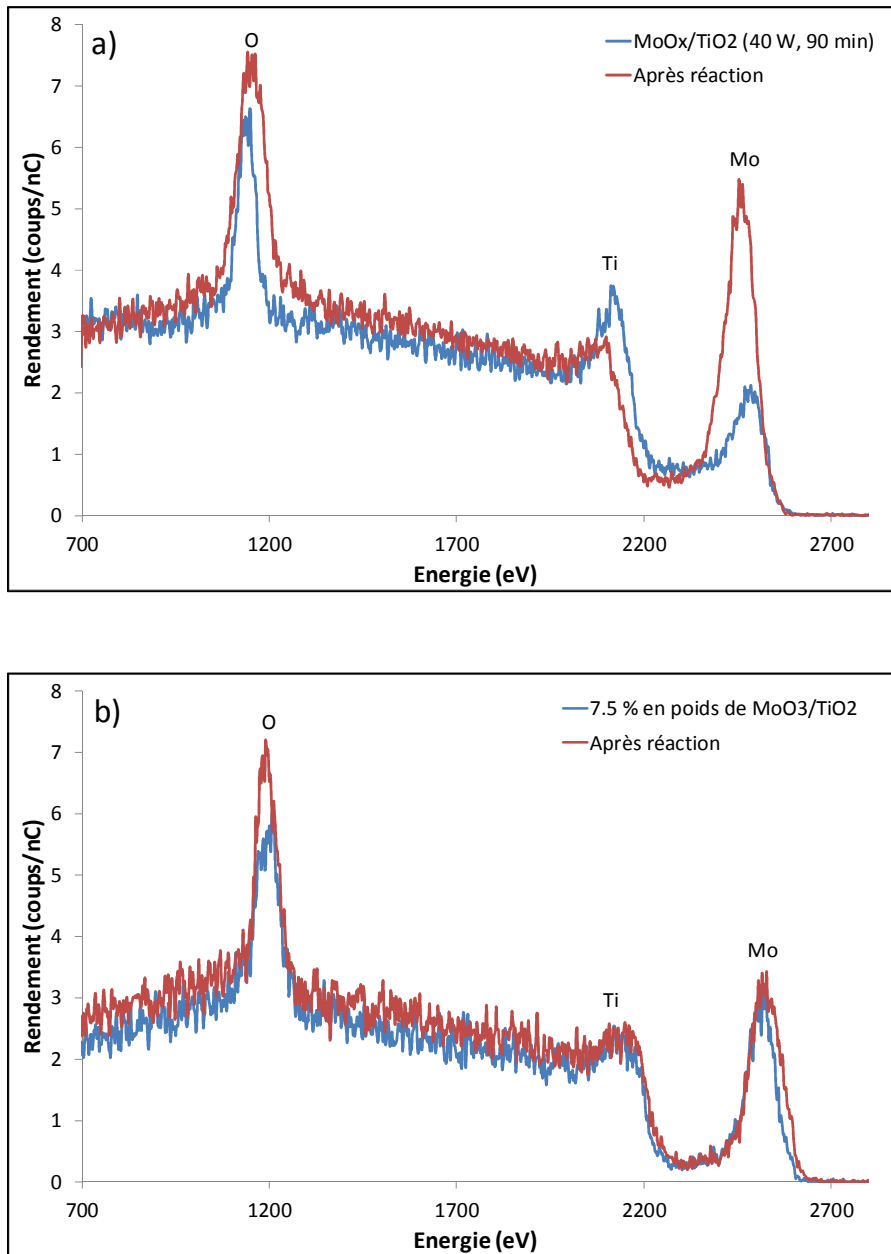 a)
O
MoOx/TiO2 (40 W, 90 min)
Après réaction
Mo
Ti
Rendement (coups/nC)
8
7
6
5
4
3
2
1
0
700 1200 1700 2200 2700
Energie (eV)
b)
O
7.5 % en poids de MoO3/TiO2
Après réaction
Mo
Ti
Rendement (coups/nC)
8
7
6
5
4
3
2
1
0
700 1200 1700 2200 2700
Energie (eV)